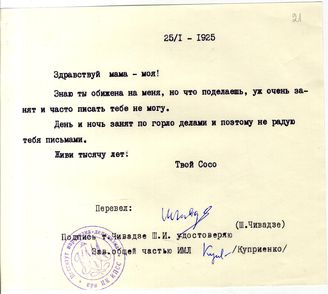 21
25/I - 1925
Здравствуй мама - моя!
Знаю ты обижена на меня, но что поделаешь, уж очень за-
нят и часто писать тебе не могу.
День и ночь занят по горло делами и поэтому не радую
тебя письмами.
Живи тысячу лет!
Твой Сосо
Перевел:
(Ш.Чивадзе)
Подпись т.Чивадзе Ш.И. удостоверяю
Зав.общей частью ИМЛ /Куприенко/